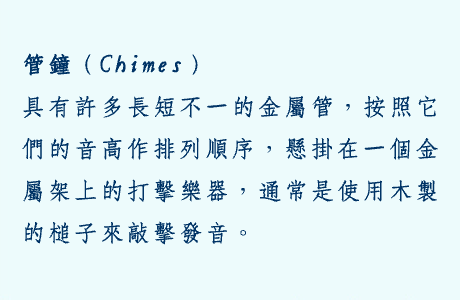 管鐘（Chimes）
具有許多長短不一的金屬管，按照它
們的音高作排列順序，懸掛在一個金
屬架上的打擊樂器，通常是使用木製
的槌子來敲擊發音。